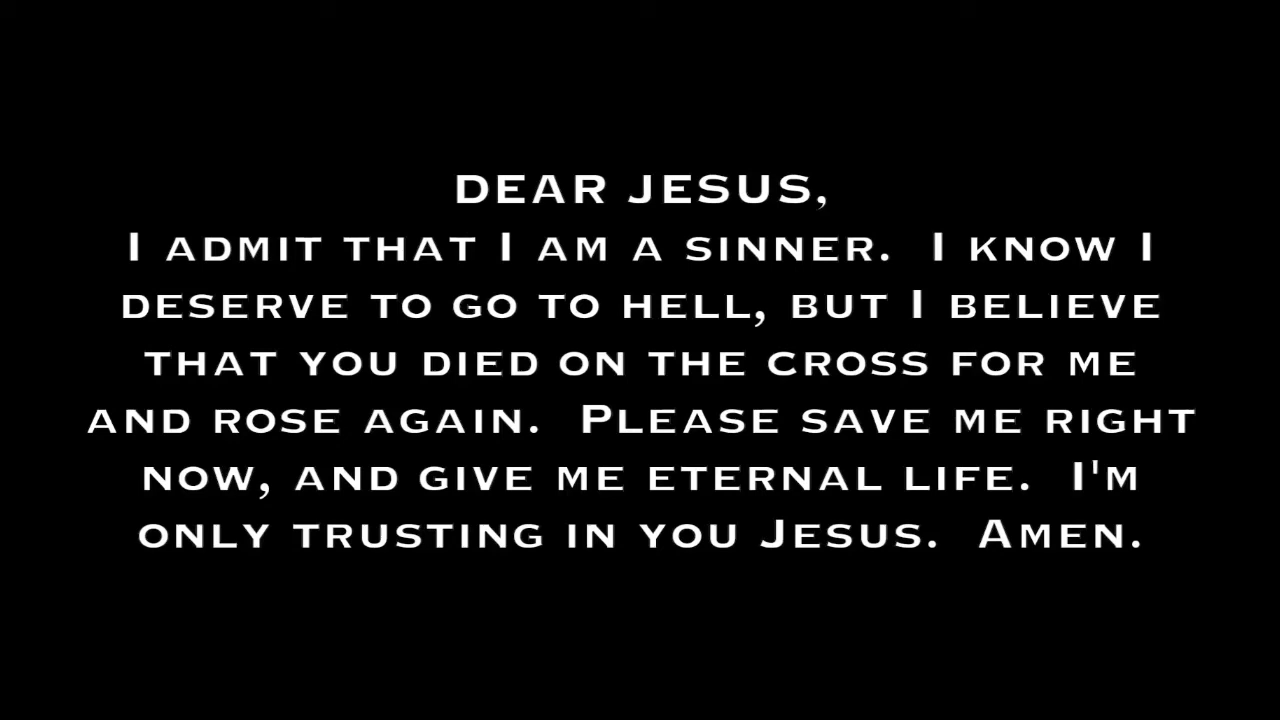 DEAR JESUS,
I ADMIT THAT I AM A SINNER.  I KNOW I
DESERVE TO GO TO HELL, BUT I BELIEVE
THAT YOU DIED ON THE CROSS FOR ME
AND ROSE AGAIN.  PLEASE SAVE ME RIGHT
NOW, AND GIVE ME ETERNAL LIFE.  I'M
ONLY TRUSTING IN YOU JESUS.  AMEN.